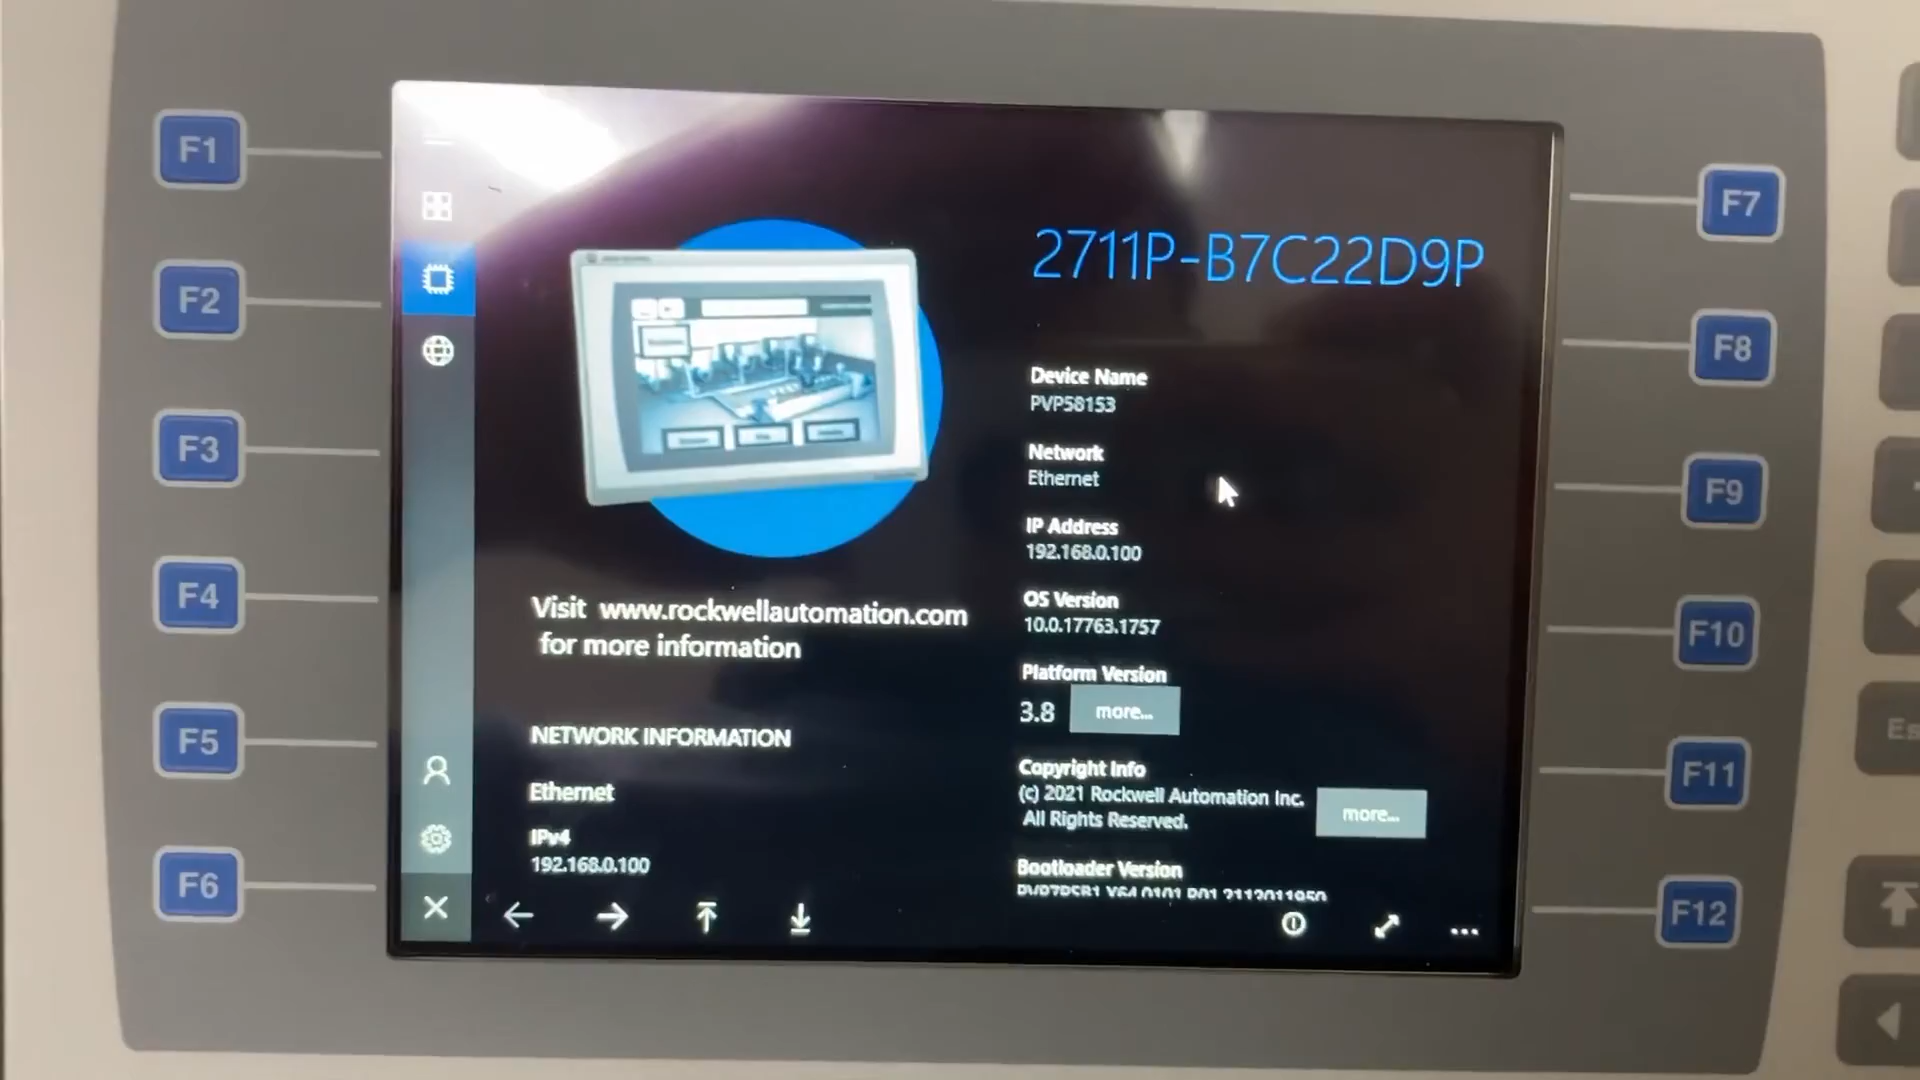 F1
F2
F3
F4
F5
F6
2711P-B7C22D9P
Device Name
PVP58153
Network
Ethernet
IP Address
192.168.0.100
OS Version
10.0.17763.1757
Platform Version
3.8 more...
Copyright Info
(c) 2021 Rockwell Automation Inc.
All Rights Reserved.
more...
Bootloader Version
Visit www.rockwellautomation.com
for more information
NETWORK INFORMATION
Ethernet
IPv4
192.168.0.100
F7
F8
F9
F10
F11
F12